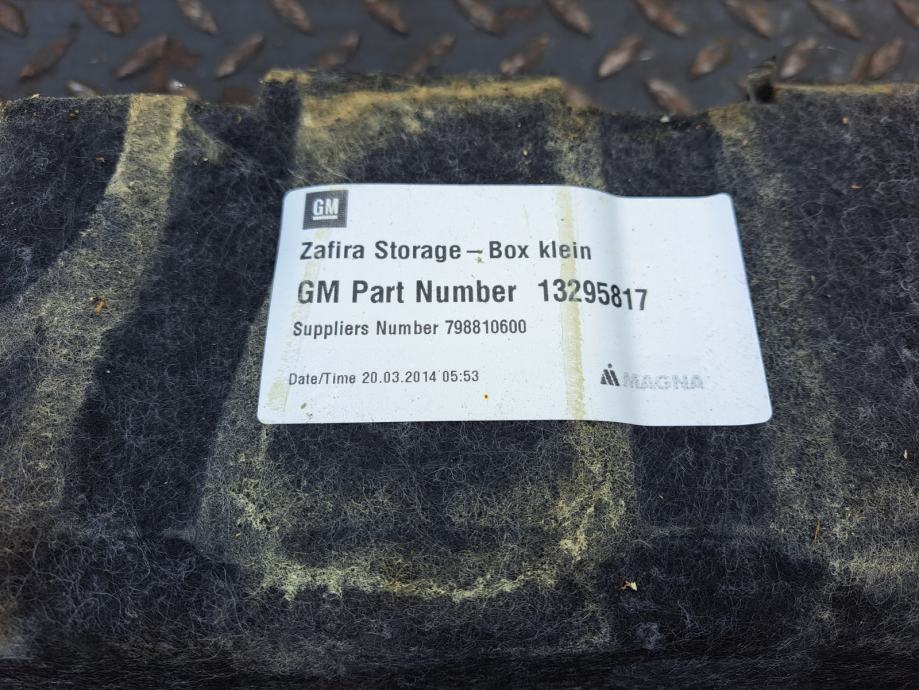 GM
Zafira Storage - Box klein
GM Part Number 13295817
Suppliers Number 798810600
Date/Time 20.03.2014 05:53
MAGNA